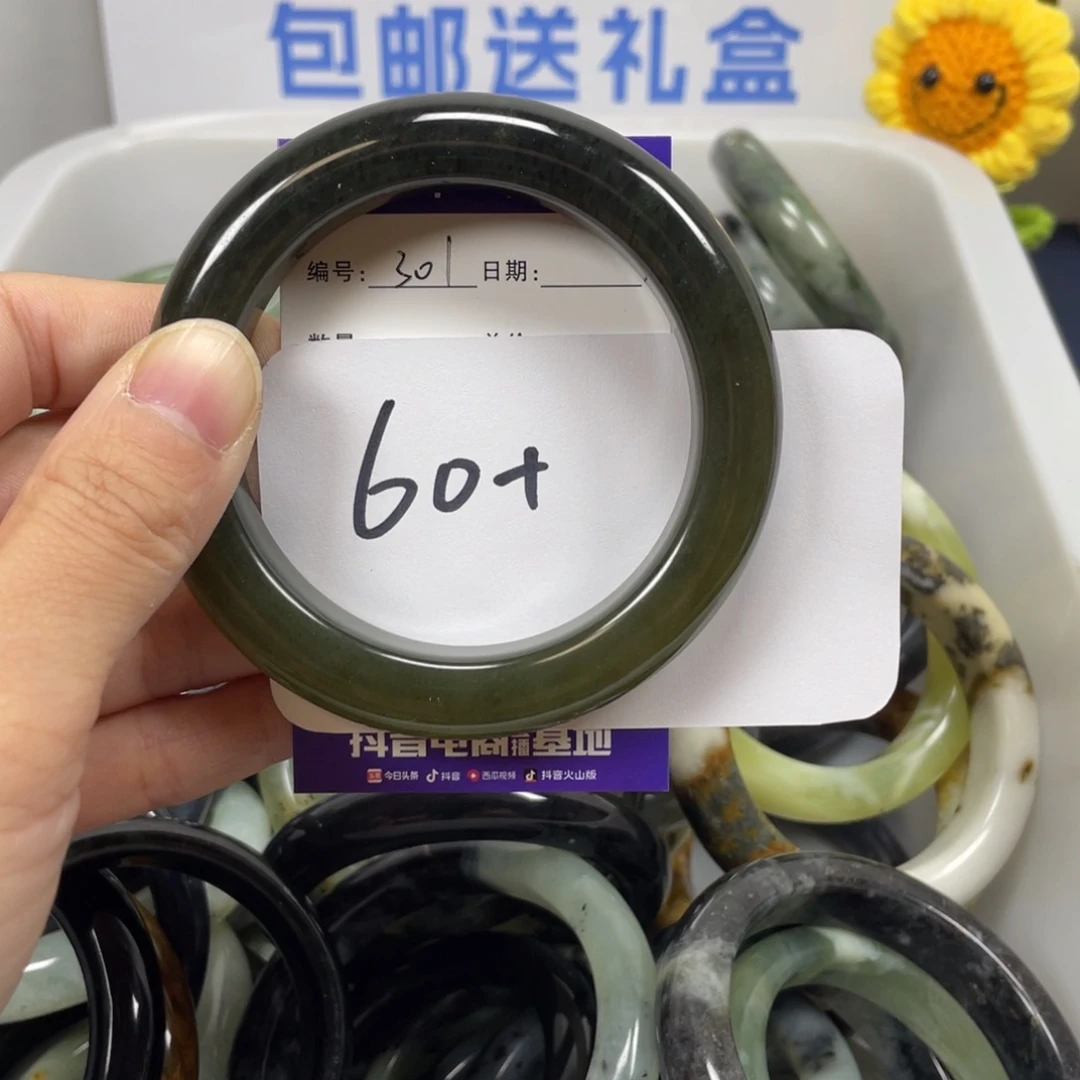 包邮送礼盒
编号: 301 日期:
60+
抖音电商直播基地
今日头条 抖音 西瓜视频 抖音火山版